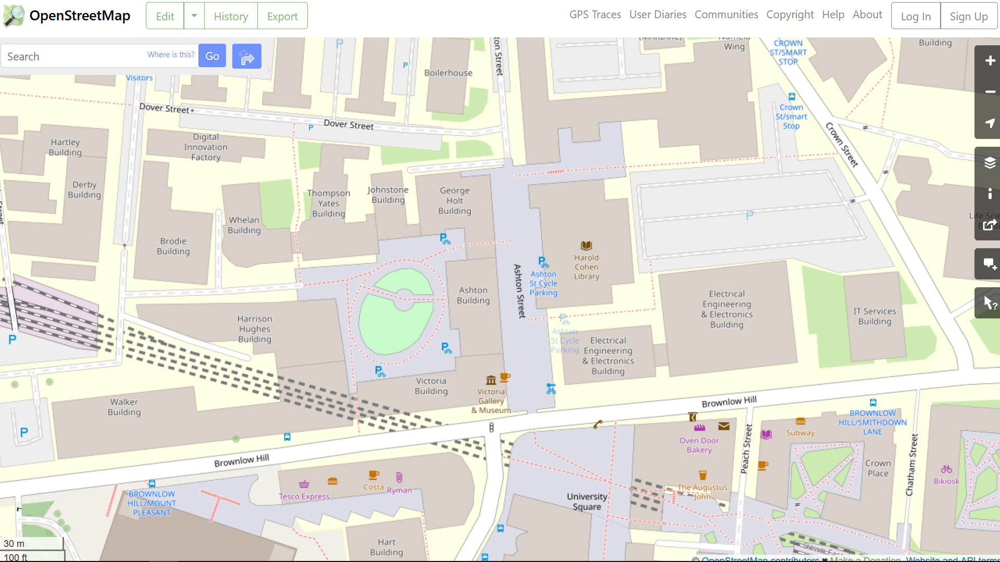 OpenStreetMap
Edit
History
Export
GPS Traces
User Diaries
Communities
Copyright
Help
About
Log In
Sign Up
Search
Where is this?
Go
Visitors
Boilerhouse
Wing
CROWN
ST/SMART
STOP
Building
Dover Street
Dover Street
Crown
St/smart
Stop
Crown Street
Hartley
Building
Digital
Innovation
Factory
Derby
Building
Thompson
Yates
Building
Johnstone
Building
George
Holt
Building
Whelan
Building
Brodie
Building
Harold
Cohen
Library
Ashton Street
Ashton
St Cycle
Parking
Ashton
Building
Electrical
Engineering
& Electronics
Building
IT Services
Building
Harrison
Hughes
Building
Ashton
St Cycle
Parking
Electrical
Engineering
& Electronics
Building
Victoria
Building
Victoria
Gallery
& Museum
Walker
Building
Brownlow Hill
BROWNLOW
HILL/SMITHDOWN
LANE
Subway
Oven Door
Bakery
Peach Street
Chatham Street
Brownlow Hill
Crown
Place
Bikiosk
Costa
Ryman
Tesco Express
The Augustus
John
BROWNLOW
HILL/MOUNT
PLEASANT
University
Square
Hart
Building
30 m
100 ft
© OpenStreetMap contributors ♥ Make a Donation. Website and API terms